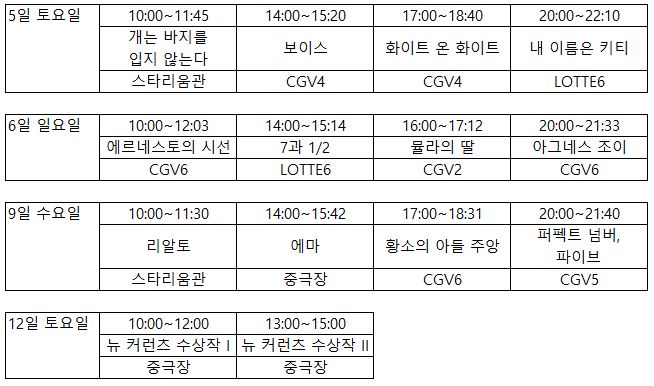 5일 토요일 10:00~11:45 14:00~15:20 17:00~18:40 20:00~22:10
개는 바지를
입지 않는다 보이스 화이트 온 화이트 내 이름은 키티
스타리움관 CGV4 CGV4 LOTTE6
6일 일요일 10:00~12:03 14:00~15:14 16:00~17:12 20:00~21:33
에르네스토의 시선 7과 1/2 뮬라의 딸 아그네스 조이
CGV6 LOTTE6 CGV2 CGV6
9일 수요일 10:00~11:30 14:00~15:42 17:00~18:31 20:00~21:40
리알토 에마 황소의 아들 주앙 퍼펙트 넘버,
파이브
스타리움관 중극장 CGV6 CGV5
12일 토요일 10:00~12:00 13:00~15:00
뉴 커런츠 수상작 I 뉴 커런츠 수상작 II
중극장 중극장